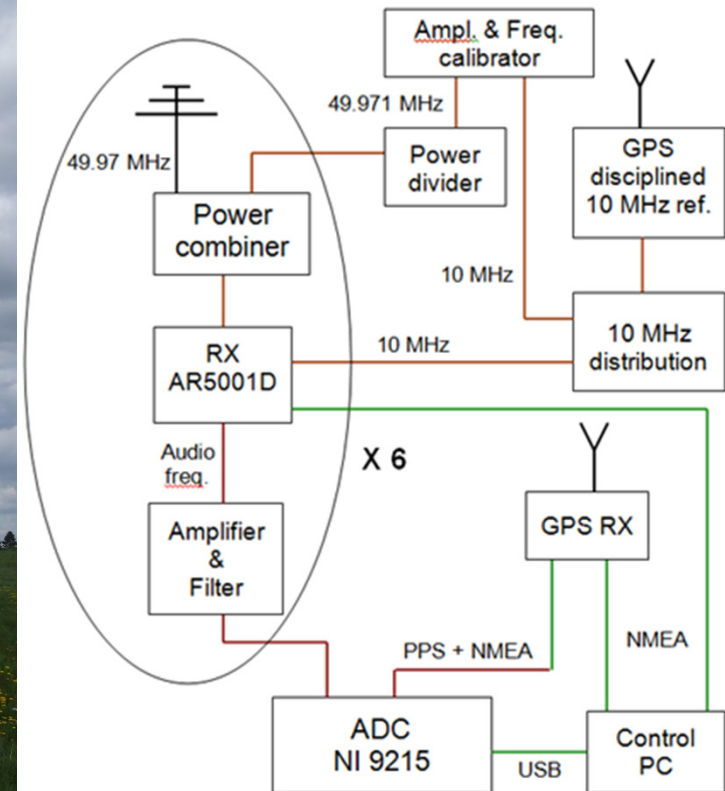 Ampl. & Freq.
calibrator
49.971 MHz
49.97 MHz
Power
divider
GPS
disciplined
10 MHz ref.
Power
combiner
10 MHz
10 MHz
distribution
RX
AR5001D
10 MHz
Audio
freq.
X 6
Amplifier
&
Filter
GPS RX
PPS + NMEA
NMEA
ADC
NI 9215
USB
Control
PC